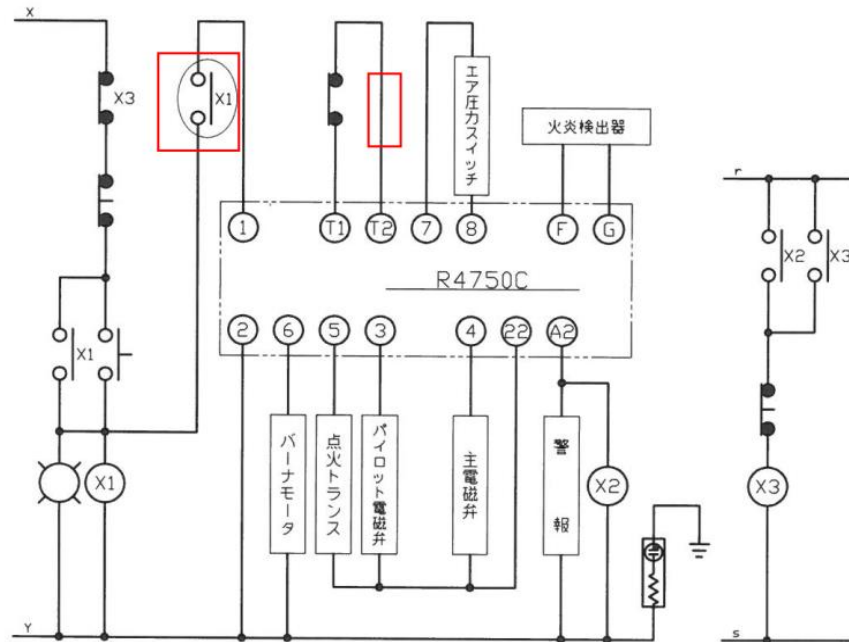 X
X3
X1
X1
1
T1
T2
7
8
F
G
エア圧力スイッチ
火炎検出器
R4750C
2
6
5
3
4
22
A2
バーナモータ
点火トランス
パイロット電磁弁
主電磁弁
警報
X1
X2
Y
r
X2
X3
X3
s